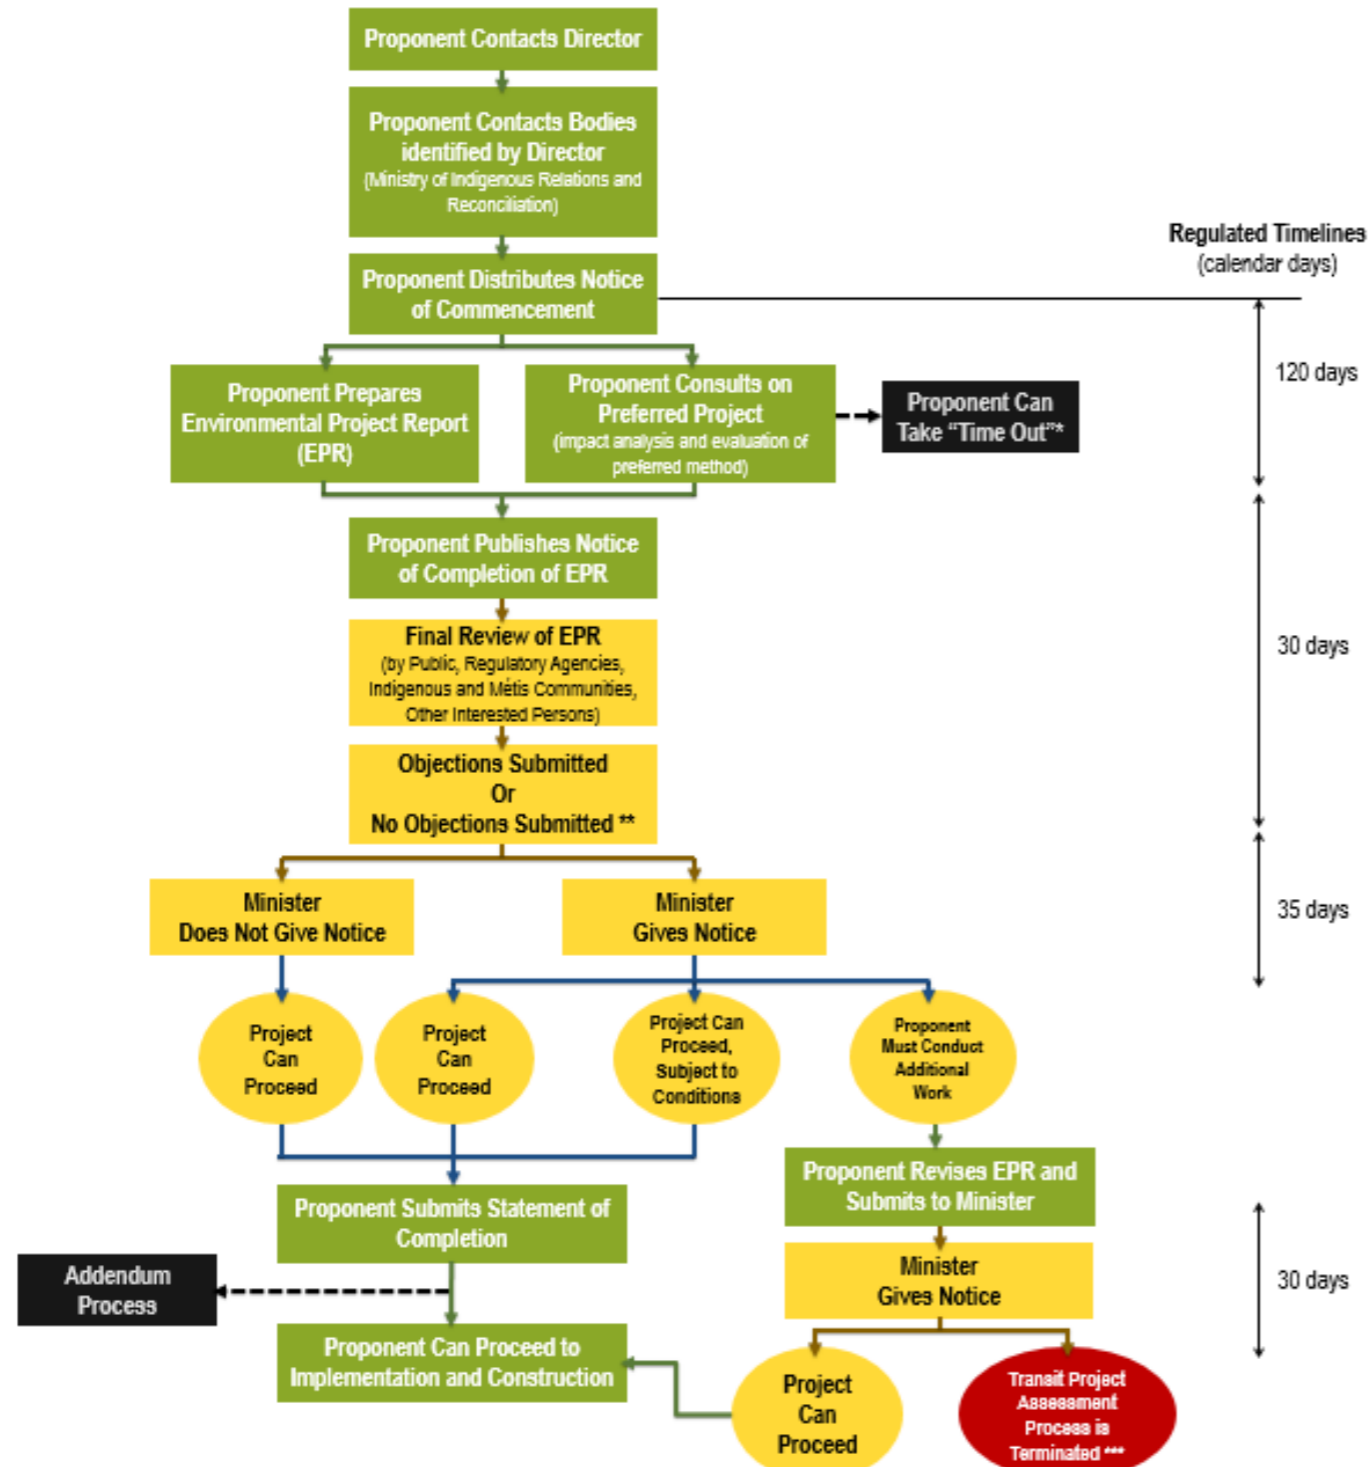 Proponent Contacts Director
Proponent Contacts Bodies
identified by Director
(Ministry of Indigenous Relations and
Reconciliation)
Regulated Timelines
(calendar days)
Proponent Distributes Notice
of Commencement
120 days
Proponent Prepares
Environmental Project Report
(EPR)
Proponent Consults on
Preferred Project
(impact analysis and evaluation of
preferred method)
Proponent Can
Take “Time Out”*
Proponent Publishes Notice
of Completion of EPR
Final Review of EPR
(by Public, Regulatory Agencies,
Indigenous and Métis Communities,
Other Interested Persons)
30 days
Objections Submitted
Or
No Objections Submitted **
Minister
Does Not Give Notice
Minister
Gives Notice
35 days
Project
Can
Proceed
Project
Can
Proceed
Project Can
Proceed,
Subject to
Conditions
Proponent
Must Conduct
Additional
Work
Proponent Submits Statement of
Completion
Proponent Revises EPR and
Submits to Minister
Addendum
Process
Minister
Gives Notice
30 days
Proponent Can Proceed to
Implementation and Construction
Project
Can
Proceed
Transit Project
Assessment
Process is
Terminated ***